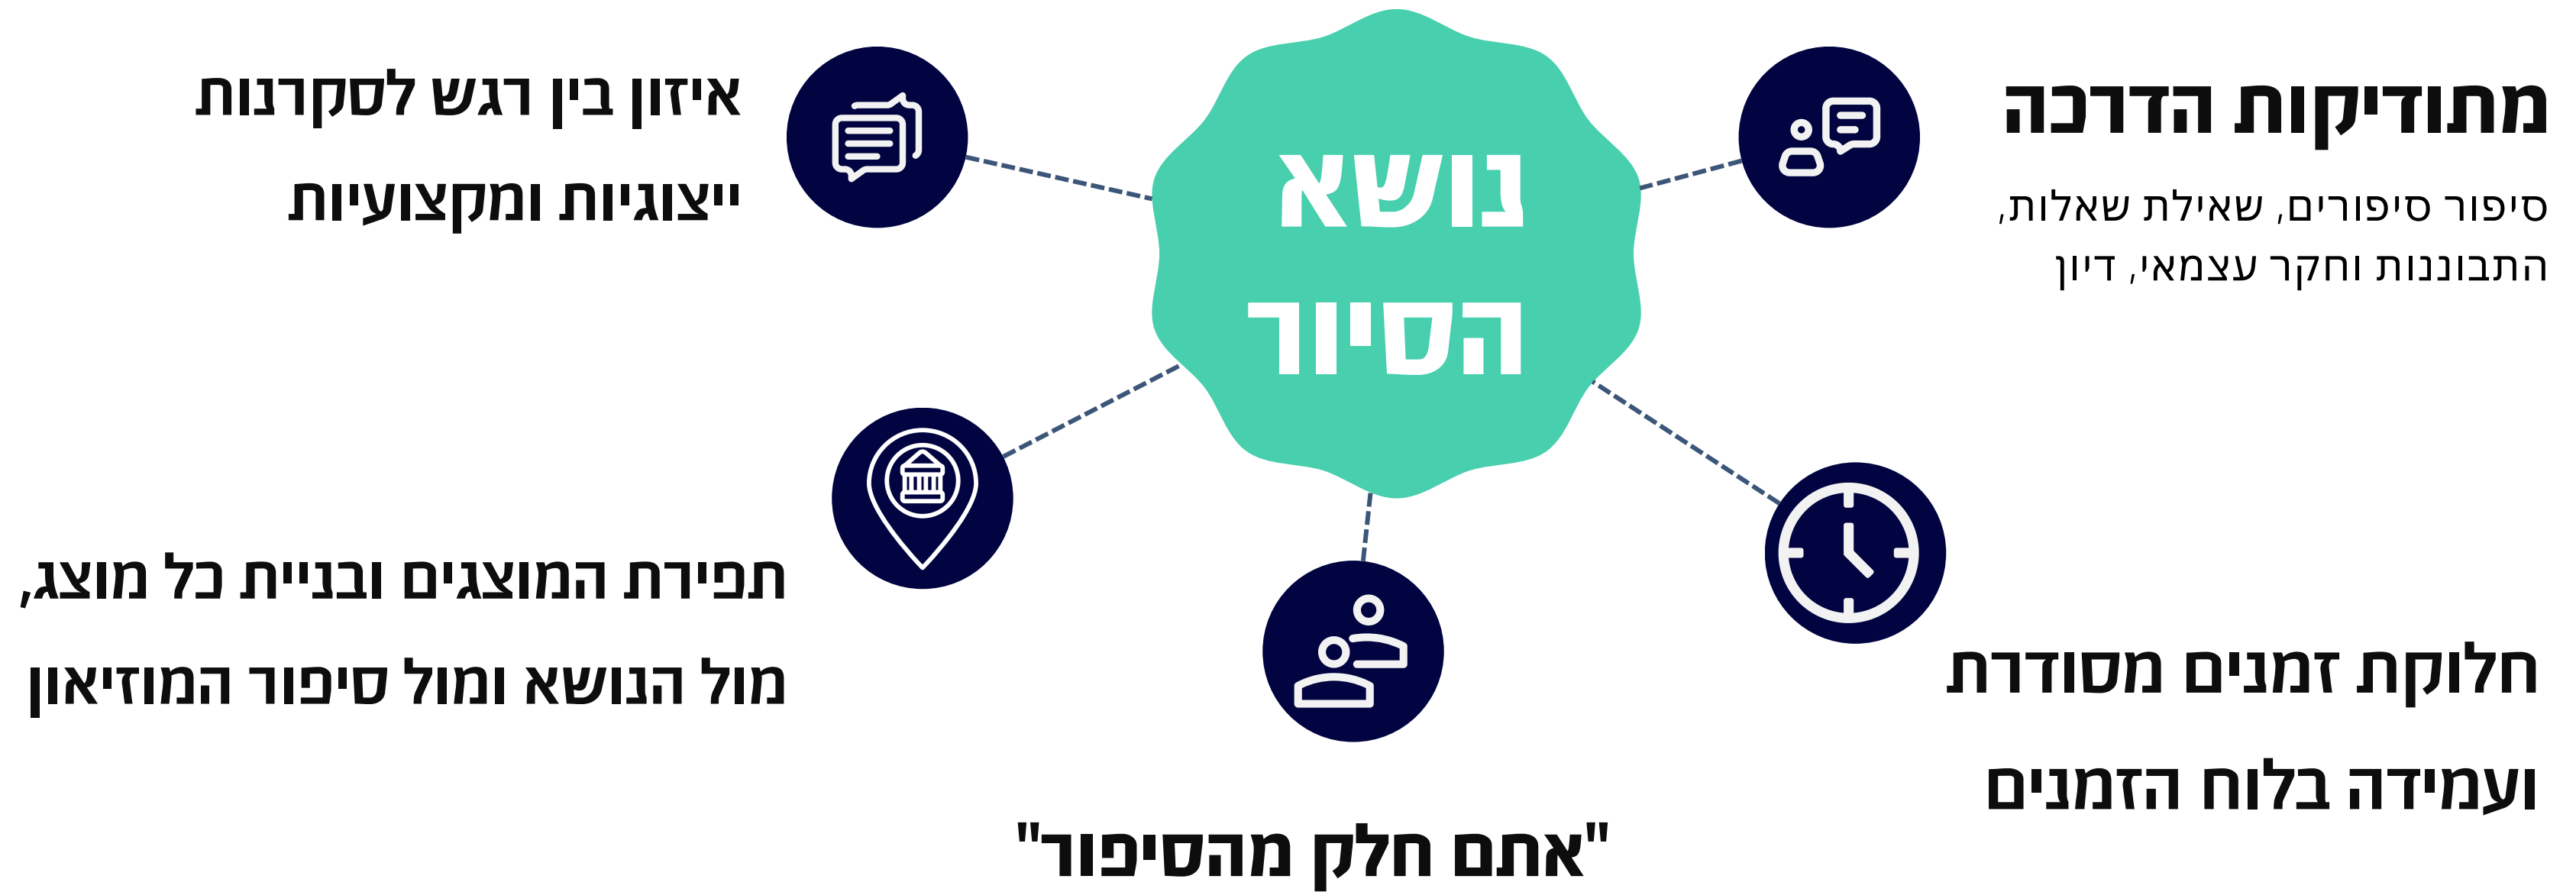 נושא
הסיור
מתודיקות הדרכה
סיפור סיפורים, שאילת שאלות,
התבוננות וחקר עצמאי, דיון
חלוקת זמנים מסודרת
ועמידה בלוח הזמנים
"אתם חלק מהסיפור"
תפירת המוצגים ובניית כל מוצג,
מול הנושא ומול סיפור המוזיאון
איזון בין רגש לסקרנות
ייצוגיות ומקצועיות